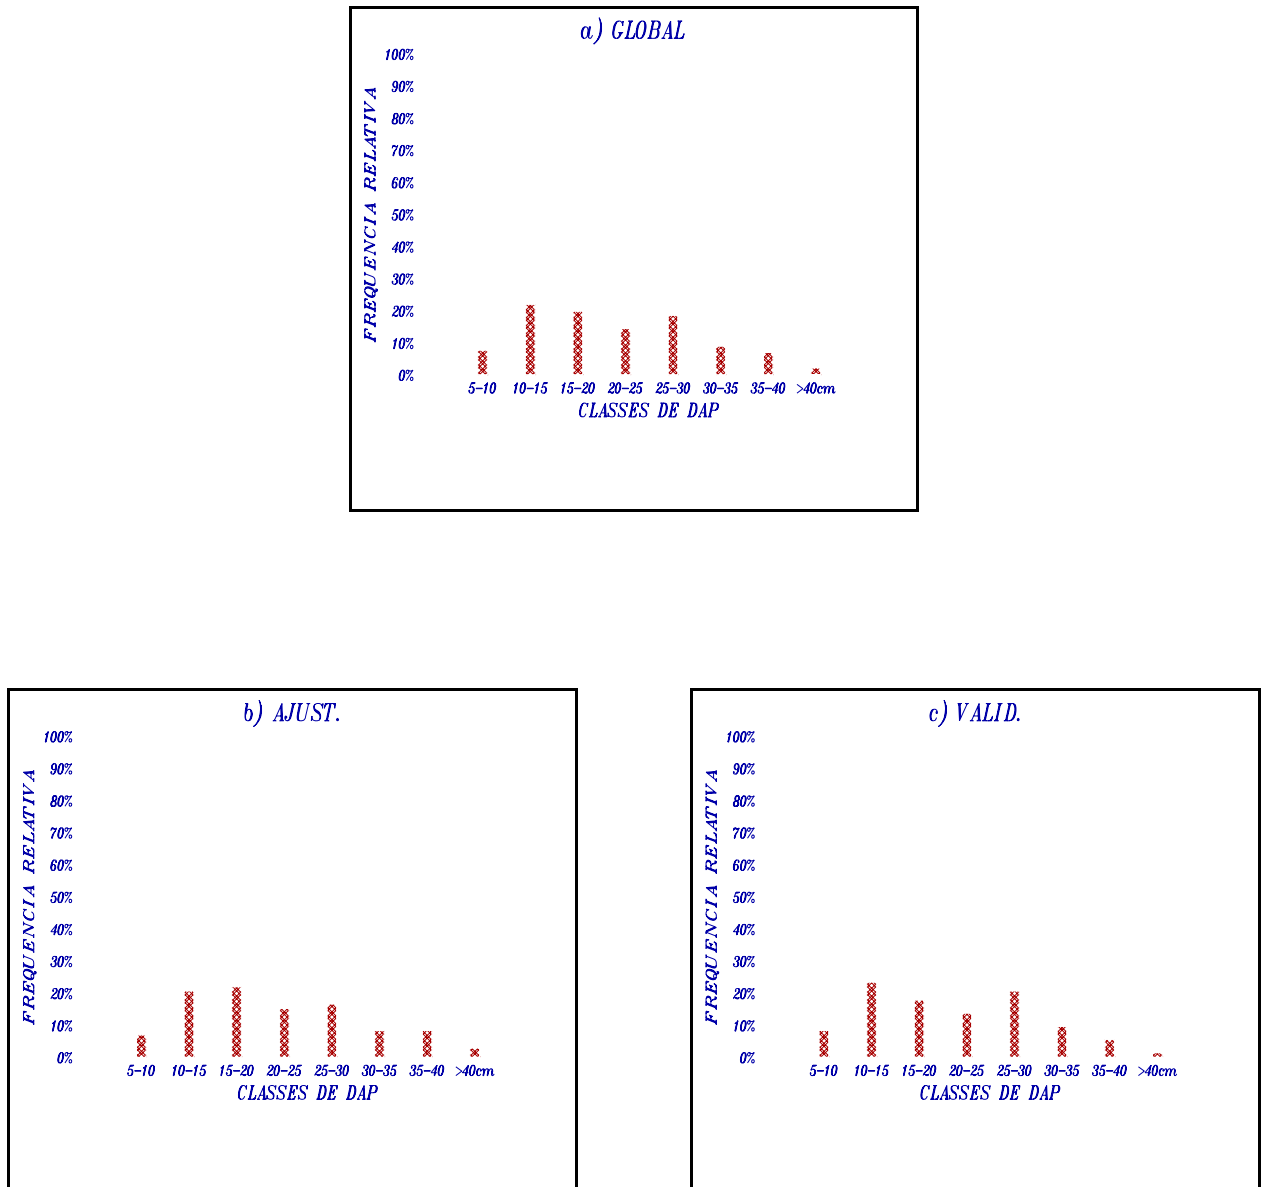 a) GLOBAL
FREQUENCIA RELATIVA
100%
90%
80%
70%
60%
50%
40%
30%
20%
10%
0%
5-10 10-15 15-20 20-25 25-30 30-35 35-40 >40cm
CLASSES DE DAP
b) AJUST.
FREQUENCIA RELATIVA
100%
90%
80%
70%
60%
50%
40%
30%
20%
10%
0%
5-10 10-15 15-20 20-25 25-30 30-35 35-40 >40cm
CLASSES DE DAP
c) VALID.
FREQUENCIA RELATIVA
100%
90%
80%
70%
60%
50%
40%
30%
20%
10%
0%
5-10 10-15 15-20 20-25 25-30 30-35 35-40 >40cm
CLASSES DE DAP